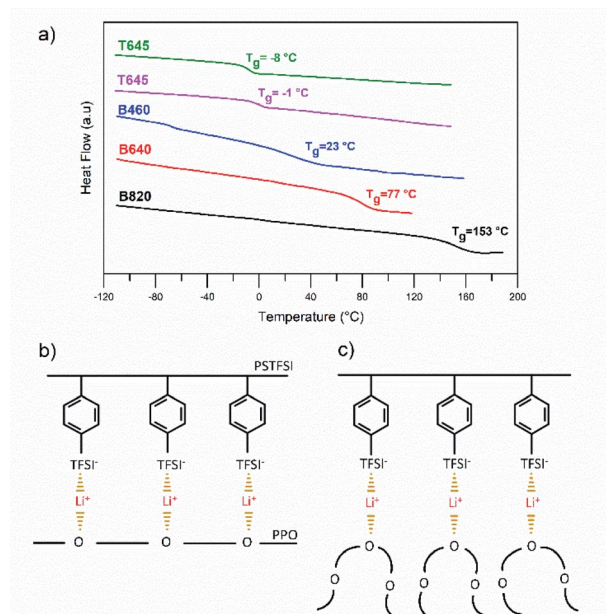 a)
T645
Tg= -8 °C
T645
Tg= -1 °C
B460
Tg=23 °C
B640
Tg=77 °C
B820
Tg=153 °C
Heat Flow (a.u)
-120 -80 -40 0 40 80 120 160 200
Temperature (°C)
b)
PSTFSI
TFSI⁻ TFSI⁻ TFSI⁻
Li⁺ Li⁺ Li⁺
O O O PPO
c)
TFSI⁻ TFSI⁻ TFSI⁻
Li⁺ Li⁺ Li⁺
O O O
O O O O O O